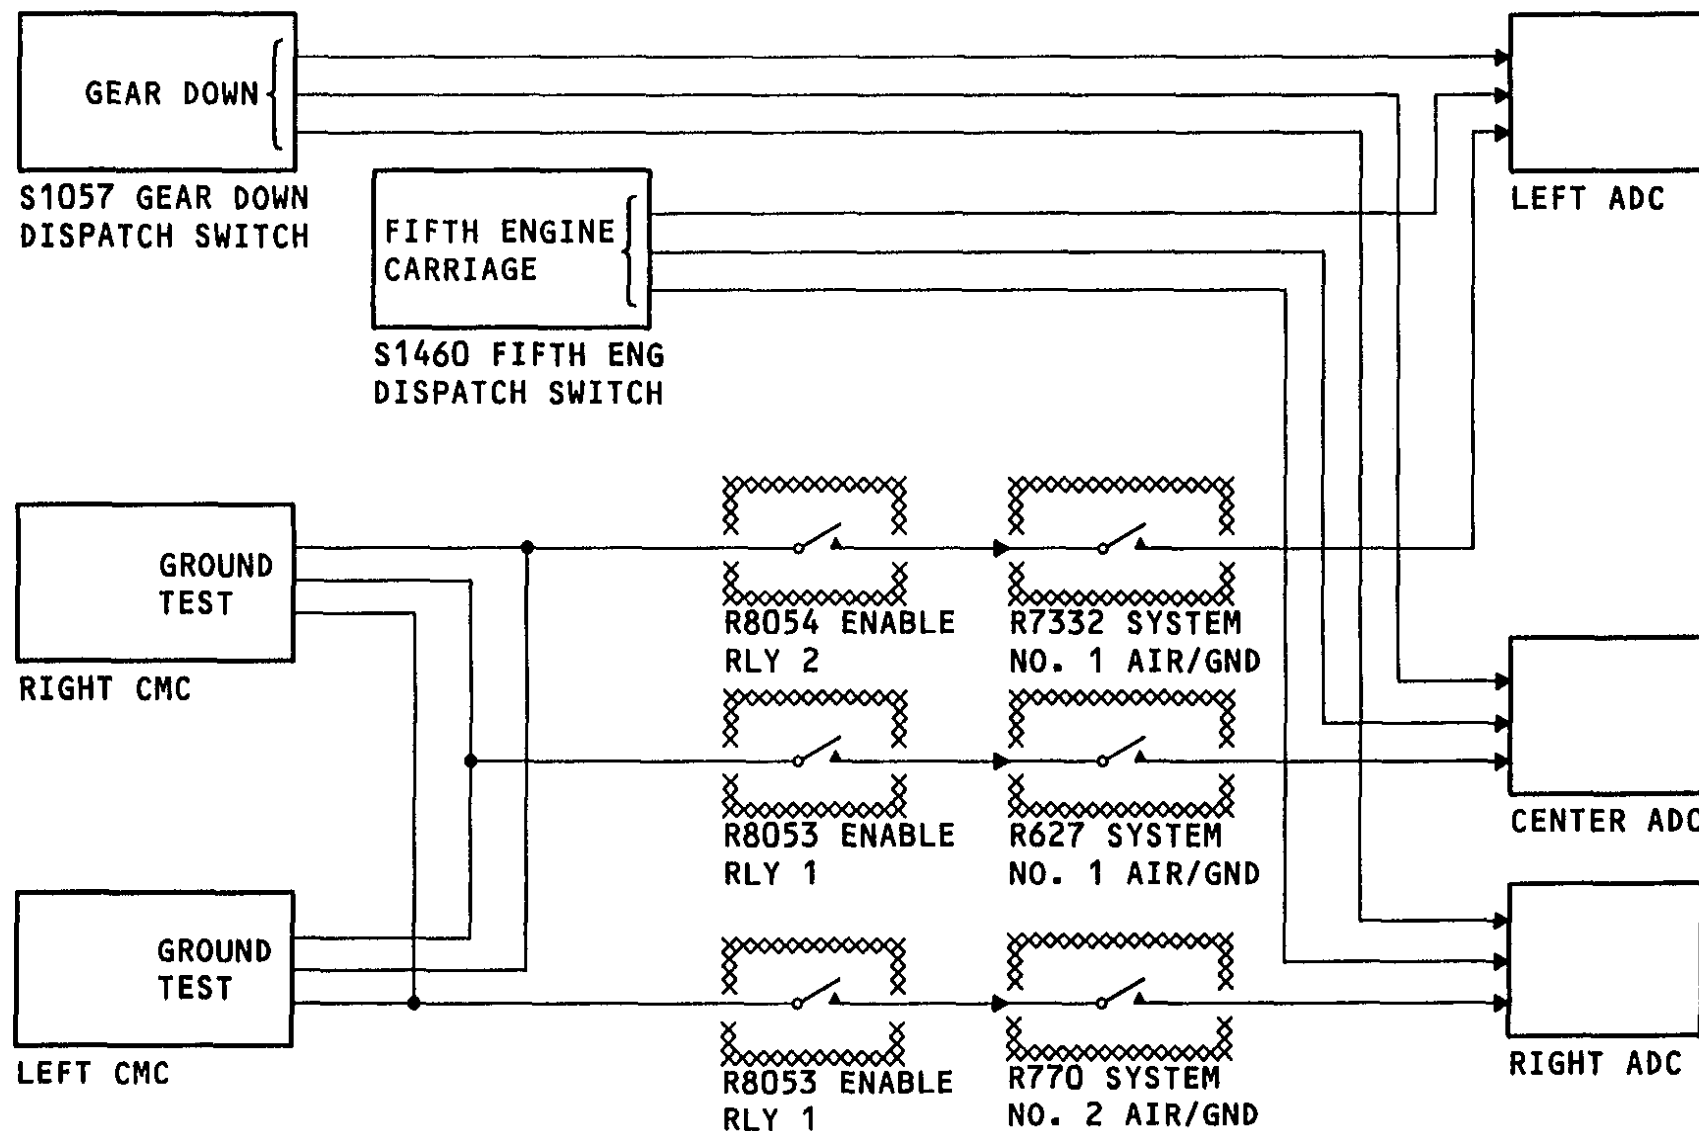 GEAR DOWN
S1057 GEAR DOWN
DISPATCH SWITCH
LEFT ADC
FIFTH ENGINE
CARRIAGE
S1460 FIFTH ENG
DISPATCH SWITCH
GROUND
TEST
RIGHT CMC
R8054 ENABLE
RLY 2
R7332 SYSTEM
NO. 1 AIR/GND
R8053 ENABLE
RLY 1
R627 SYSTEM
NO. 1 AIR/GND
CENTER ADC
GROUND
TEST
LEFT CMC
R8053 ENABLE
RLY 1
R770 SYSTEM
NO. 2 AIR/GND
RIGHT ADC